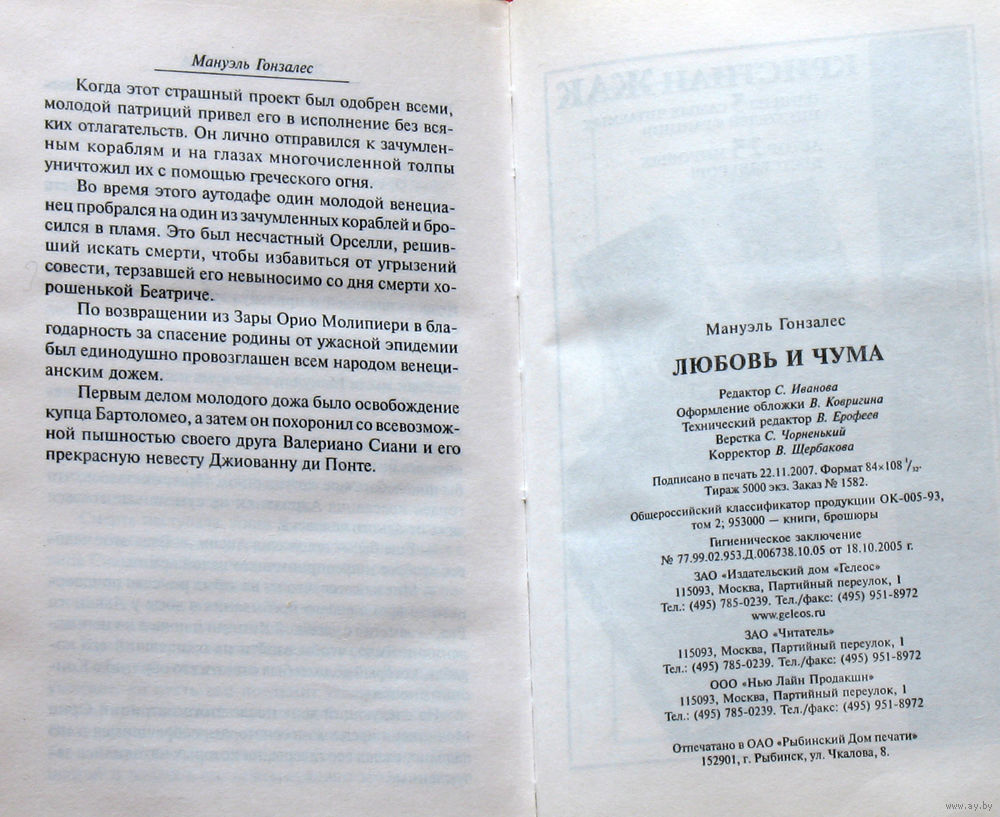 Мануэль Гонзалес
Когда этот страшный проект был одобрен всеми,
молодой патриций привел его в исполнение без вся-
ких отлагательств. Он лично отправился к зачумлен-
ным кораблям и на глазах многочисленной толпы
уничтожил их с помощью греческого огня.
Во время этого аутодафе один молодой венециа-
нец пробрался на один из зачумленных кораблей и бро-
сился в пламя. Это был несчастный Орселли, решив-
ший искать смерти, чтобы избавиться от угрызений
совести, терзавшей его невыносимо со дня смерти хо-
рошенькой Беатриче.
По возвращении из Зары Орио Молипиери в бла-
годарность за спасение родины от ужасной эпидемии
был единодушно провозглашен всем народом венеци-
анским дожем.
Первым делом молодого дожа было освобождение
купца Бартоломео, а затем он похоронил со всевозмож-
ной пышностью своего друга Валериано Сиани и его
прекрасную невесту Джиованну ди Понте.
Мануэль Гонзалес
ЛЮБОВЬ И ЧУМА
Редактор С. Иванова
Оформление обложки В. Ковригина
Технический редактор В. Ерофеев
Верстка С. Чорненький
Корректор В. Щербакова
Подписано в печать 22.11.2007. Формат 84×108 1/32.
Тираж 5000 экз. Заказ № 1582.
Общероссийский классификатор продукции ОК-005-93,
том 2; 953000 — книги, брошюры
Гигиеническое заключение
№ 77.99.02.953.Д.006738.10.05 от 18.10.2005 г.
ЗАО «Издательский дом «Гелеос»
115093, Москва, Партийный переулок, 1
Тел.: (495) 785-0239. Тел./факс: (495) 951-8972
www.geleos.ru
ЗАО «Читатель»
115093, Москва, Партийный переулок, 1
Тел.: (495) 785-0239. Тел./факс: (495) 951-8972
ООО «Нью Лайн Продакшн»
115093, Москва, Партийный переулок, 1
Тел.: (495) 785-0239. Тел./факс: (495) 951-8972
Отпечатано в ОАО «Рыбинский Дом печати»
152901, г. Рыбинск, ул. Чкалова, 8.
www.ay.by